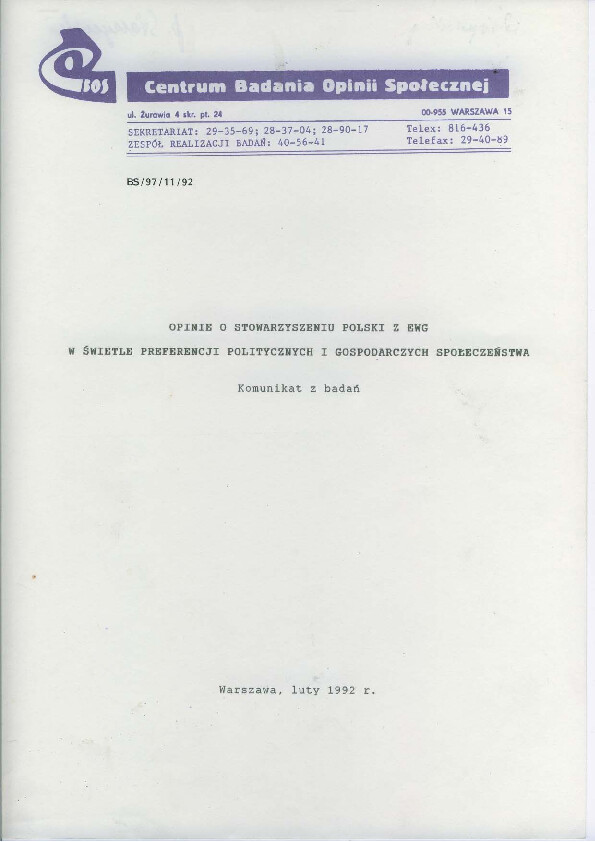 CBOS
Centrum Badania Opinii Społecznej
ul. Żurawia 4 skr. pt. 24
00-955 WARSZAWA 15
SEKRETARIAT: 29-35-69; 28-37-04; 28-90-17
Telex: 816-436
ZESPÓŁ REALIZACJI BADAŃ: 40-56-41
Telefax: 29-40-89
BS/97/11/92
OPINIE O STOWARZYSZENIU POLSKI Z EWG
W ŚWIETLE PREFERENCJI POLITYCZNYCH I GOSPODARCZYCH SPOŁECZEŃSTWA
Komunikat z badań
Warszawa, luty 1992 r.